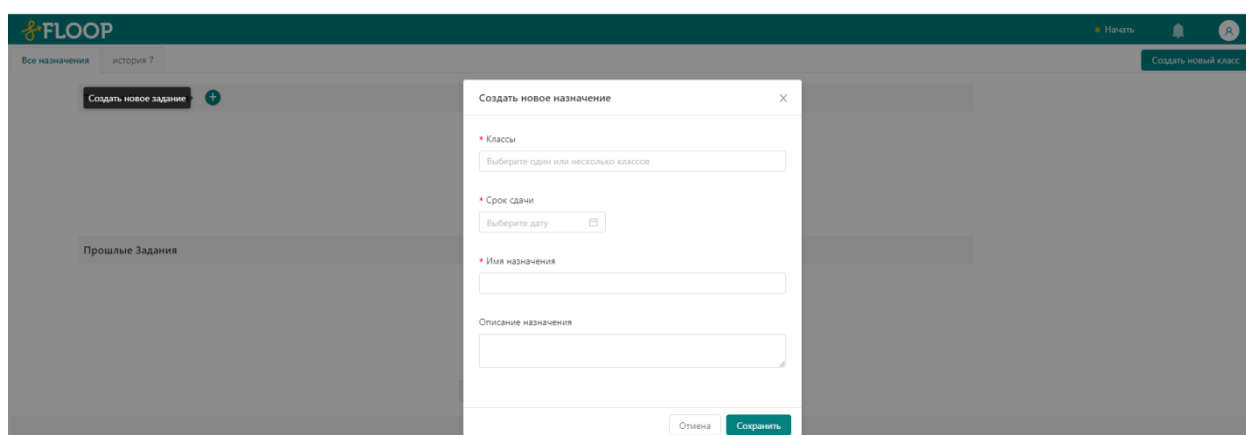 FLOOP
Начать
Все назначения
история 7
Создать новый класс
Создать новое задание
Создать новое назначение
* Классы
Выберите один или несколько классов
* Срок сдачи
Выберите дату
Прошлые Задания
* Имя назначения
Описание назначения
Отмена
Сохранить